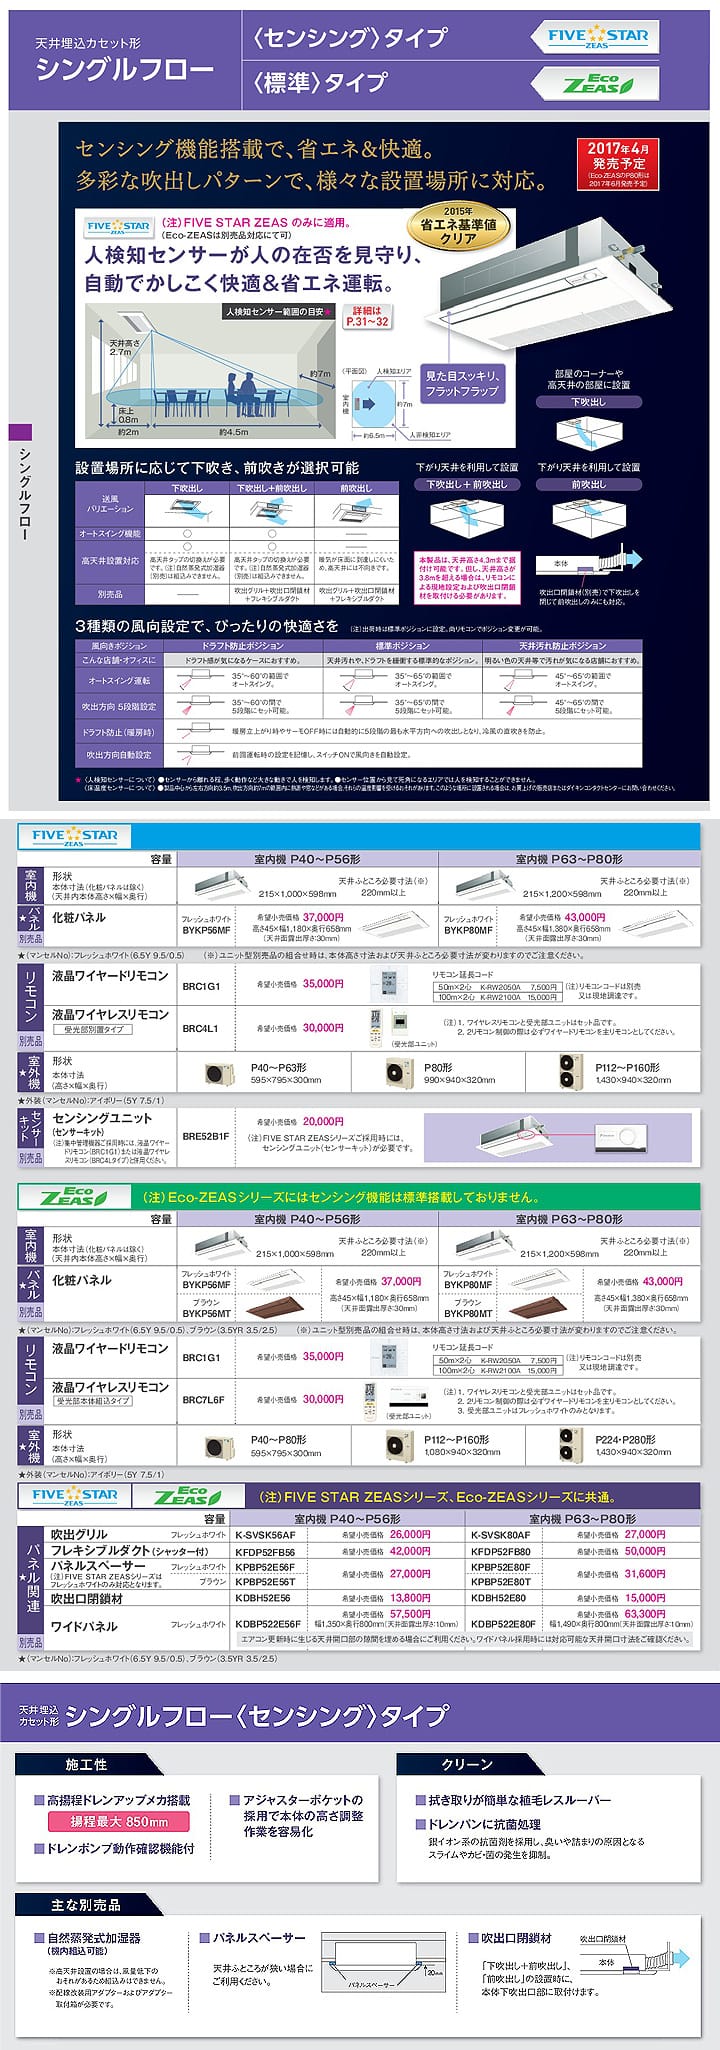 天井埋込カセット形
シングルフロー
〈センシング〉タイプ
FIVE STAR
ZEAS
〈標準〉タイプ
Eco
ZEAS
センシング機能搭載で、省エネ&快適。
多彩な吹出しパターンで、様々な設置場所に対応。
2017年4月
発売予定
(Eco-ZEASのP80形は
2017年6月発売予定)
FIVE STAR
ZEAS
(注)FIVE STAR ZEAS のみに適用。
(Eco-ZEASは別売品対応にて可)
人検知センサーが人の在否を見守り、
自動でかしこく快適&省エネ運転。
2015年
省エネ基準値
クリア
人検知センサー範囲の目安★
詳細は
P.31~32
天井高さ
2.7m
約7m
床上
0.8m
約2m
約4.5m
(平面図)
人検知エリア
室内機
約7m
約6.5m
人非検知エリア
見た目スッキリ、
フラットフラップ
部屋のコーナーや
高天井の部屋に設置
下吹出し
シングルフロー
設置場所に応じて下吹き、前吹きが選択可能
下がり天井を利用して設置
下吹出し+前吹出し
下がり天井を利用して設置
前吹出し
送風
バリエーション
下吹出し
下吹出し+前吹出し
前吹出し
オートスイング機能
○
○
—
高天井設置対応
○
○
—
高天井タップの切換えが必要です。(注)自然蒸発式加湿器(別売)は組込みできません。
高天井タップの切換えが必要です。(注)自然蒸発式加湿器(別売)は組込みできません。
暖気が床面に到達しにくいため、高天井には不向きです。
別売品
—
吹出グリル+吹出口閉鎖材
+フレキシブルダクト
吹出グリル+吹出口閉鎖材
+フレキシブルダクト
本製品は、天井高さ4.3mまで据
付け可能です。但し、天井高さが
3.8mを超える場合は、リモコンに
よる現地設定および吹出口閉鎖
材を取付ける必要があります。
本体
吹出口閉鎖材(別売)で下吹出しを
閉じて前吹出しのみにも対応。
3種類の風向設定で、ぴったりの快適さを
(注)出荷時は標準ポジションに設定。尚リモコンでポジション変更が可能。
風向きポジション
ドラフト防止ポジション
標準ポジション
天井汚れ防止ポジション
こんな店舗・オフィスに
ドラフト感が気になるケースにおすすめ。
天井汚れや、ドラフトを緩衝する標準的なポジション。
明るい色の天井等で汚れが気になる店舗におすすめ。
オートスイング運転
35°~60°の範囲で
オートスイング。
35°~65°の範囲で
オートスイング。
45°~65°の範囲で
オートスイング。
吹出方向 5段階設定
35°~60°の間で
5段階にセット可能。
35°~65°の間で
5段階にセット可能。
45°~65°の間で
5段階にセット可能。
ドラフト防止(暖房時)
暖房立上がり時やサーモOFF時には自動的に5段階の最も水平方向への吹出しとなり、冷風の直吹きを防止。
吹出方向自動設定
前回運転時の設定を記憶し、スイッチONで風向きを自動設定。
★〈人検知センサーについて〉●センサーから離れる程、歩く動作など大きな動きで人を検知します。●センサー位置から見て死角になるエリアでは人を検知することができません。
FIVE STAR
ZEAS
容量
室内機 P40~P56形
室内機 P63~P80形
室内機
形状
本体寸法(化粧パネルは除く)
(天井内本体高さ×幅×奥行)
215×1,000×598mm
天井ふところ必要寸法(※)
220mm以上
215×1,200×598mm
天井ふところ必要寸法(※)
220mm以上
★パネル
別売品
化粧パネル
フレッシュホワイト
BYKP56MF
希望小売価格 37,000円
高さ45×幅1,180×奥行658mm
(天井面露出厚さ30mm)
フレッシュホワイト
BYKP80MF
希望小売価格 43,000円
高さ45×幅1,380×奥行658mm
(天井面露出厚さ30mm)
★(マンセルNo):フレッシュホワイト(6.5Y 9.5/0.5)
(※)ユニット型別売品の組合せ時は、本体高さ寸法および天井ふところ必要寸法が変わりますのでご注意ください。
リモコン
別売品
液晶ワイヤードリモコン
BRC1G1
希望小売価格 35,000円
リモコン延長コード
50m×2心 K-RW2050A 7,500円
100m×2心 K-RW2100A 15,000円
(注)リモコンコードは別売
又は現地調達です。
液晶ワイヤレスリモコン
受光部別置タイプ
BRC4L1
希望小売価格 30,000円
(受光部ユニット)
(注)1. ワイヤレスリモコンと受光部ユニットはセット品です。
2. 2リモコン制御の際は必ずワイヤードリモコンを主リモコンとしてください。
★室外機
形状
本体寸法
(高さ×幅×奥行)
P40~P63形
595×795×300mm
P80形
990×940×320mm
P112~P160形
1,430×940×320mm
★外装(マンセルNo):アイボリー(5Y 7.5/1)
センサーキット
別売品
センシングユニット
(センサーキット)
(注)集中管理機器ご採用時には、液晶ワイヤー
ドリモコン(BRC1G1)または液晶ワイヤレ
スリモコン(BRC4Lタイプ)と併用ください。
BRE52B1F
希望小売価格 20,000円
(注)FIVE STAR ZEASシリーズご採用時には、
センシングユニット(センサーキット)が必要です。
Eco
ZEAS
(注)Eco-ZEASシリーズにはセンシング機能は標準搭載しておりません。
容量
室内機 P40~P56形
室内機 P63~P80形
室内機
形状
本体寸法(化粧パネルは除く)
(天井内本体高さ×幅×奥行)
215×1,000×598mm
天井ふところ必要寸法(※)
220mm以上
215×1,200×598mm
天井ふところ必要寸法(※)
220mm以上
★パネル
別売品
化粧パネル
フレッシュホワイト
BYKP56MF
ブラウン
BYKP56MT
希望小売価格 37,000円
高さ45×幅1,180×奥行658mm
(天井面露出厚さ30mm)
フレッシュホワイト
BYKP80MF
ブラウン
BYKP80MT
希望小売価格 43,000円
高さ45×幅1,380×奥行658mm
(天井面露出厚さ30mm)
★(マンセルNo):フレッシュホワイト(6.5Y 9.5/0.5)、ブラウン(3.5YR 3.5/2.5)
(※)ユニット型別売品の組合せ時は、本体高さ寸法および天井ふところ必要寸法が変わりますのでご注意ください。
リモコン
別売品
液晶ワイヤードリモコン
BRC1G1
希望小売価格 35,000円
リモコン延長コード
50m×2心 K-RW2050A 7,500円
100m×2心 K-RW2100A 15,000円
(注)リモコンコードは別売
又は現地調達です。
液晶ワイヤレスリモコン
受光部本体組込タイプ
BRC7L6F
希望小売価格 30,000円
(受光部ユニット)
(注)1. ワイヤレスリモコンと受光部ユニットはセット品です。
2. 2リモコン制御の際は必ずワイヤードリモコンを主リモコンとしてください。
3. 受光部ユニットはフレッシュホワイトのみとなります。
★室外機
形状
本体寸法
(高さ×幅×奥行)
P40~P80形
595×795×300mm
P112~P160形
1,080×940×320mm
P224・P280形
1,430×940×320mm
★外装(マンセルNo):アイボリー(5Y 7.5/1)
FIVE STAR
ZEAS
Eco
ZEAS
(注)FIVE STAR ZEASシリーズ、Eco-ZEASシリーズに共通。
容量
室内機 P40~P56形
室内機 P63~P80形
★パネル関連
別売品
吹出グリル フレッシュホワイト K-SVSK56AF 希望小売価格 26,000円 K-SVSK80AF 希望小売価格 27,000円
フレキシブルダクト(シャッター付) KFDP52FB56 希望小売価格 42,000円 KFDP52FB80 希望小売価格 50,000円
パネルスペーサー
(注)FIVE STAR ZEASシリーズは
フレッシュホワイトのみ対応となります。
フレッシュホワイト KPBP52E56F
ブラウン KPBP52E56T
希望小売価格 27,000円
KPBP52E80F
KPBP52E80T
希望小売価格 31,600円
吹出口閉鎖材 KDBH52E56 希望小売価格 13,800円 KDBH52E80 希望小売価格 15,000円
ワイドパネル フレッシュホワイト KDBP522E56F
希望小売価格 57,500円
幅1,350×奥行800mm(天井面露出厚さ10mm)
KDBP522E80F
希望小売価格 63,300円
幅1,490×奥行800mm(天井面露出厚さ10mm)
エアコン更新時に生じる天井開口部の隙間を埋める場合にご利用ください。ワイドパネル採用時には対応可能な天井開口寸法をご確認ください。
★(マンセルNo):フレッシュホワイト(6.5Y 9.5/0.5)、ブラウン(3.5YR 3.5/2.5)
天井埋込
カセット形
シングルフロー〈センシング〉タイプ
施工性
■高揚程ドレンアップメカ搭載
揚程最大 850mm
■ドレンポンプ動作確認機能付
■アジャスターポケットの
採用で本体の高さ調整
作業を容易化
クリーン
■拭き取りが簡単な植毛レスルーバー
■ドレンパンに抗菌処理
銀イオン系の抗菌剤を採用し、臭いや詰まりの原因となる
スライムやカビ・菌の発生を抑制。
主な別売品
■自然蒸発式加湿器
(機内組込可能)
※高天井設置の場合は、風量低下の
おそれがあるため組込みはできません。
※配線改装用アダプターおよびアダプター
取付箱が必要です。
■パネルスペーサー
天井ふところが狭い場合に
ご利用ください。
パネルスペーサー
■吹出口閉鎖材
「下吹出し+前吹出し」、
「前吹出し」の設置時に、
本体下吹出口部に取付けます。
吹出口閉鎖材
本体